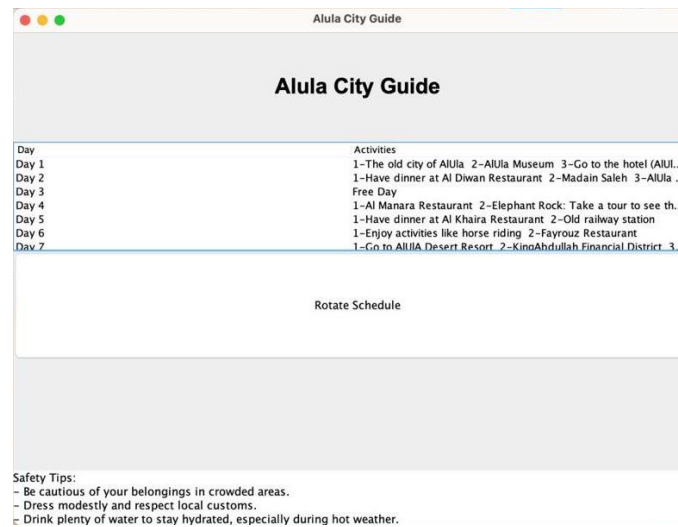 Alula City Guide
Alula City Guide
Day Activities
Day 1 1-The old city of AlUla 2-AlUla Museum 3-Go to the hotel (AlUl..
Day 2 1-Have dinner at Al Diwan Restaurant 2-Madain Saleh 3-AlUla .
Day 3 Free Day
Day 4 1-Al Manara Restaurant 2-Elephant Rock: Take a tour to see th.
Day 5 1-Have dinner at Al Khaira Restaurant 2-Old railway station
Day 6 1-Enjoy activities like horse riding 2-Fayrouz Restaurant
Day 7 1-Go to AlUlA Desert Resort 2-KingAbdullah Financial District 3.
Rotate Schedule
Safety Tips:
- Be cautious of your belongings in crowded areas.
- Dress modestly and respect local customs.
- Drink plenty of water to stay hydrated, especially during hot weather.